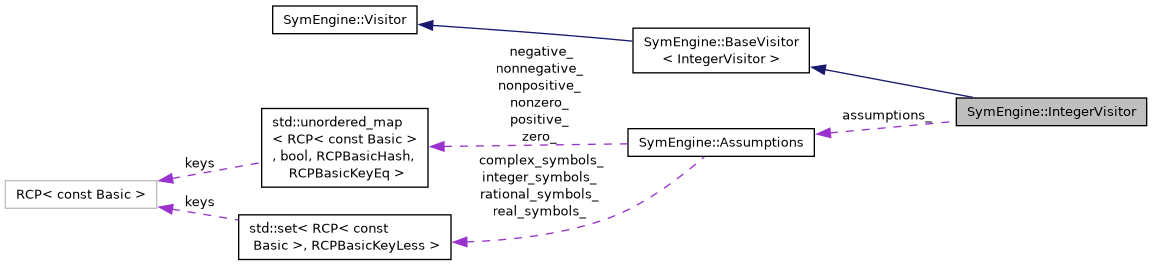 SymEngine::Visitor
SymEngine::BaseVisitor
< IntegerVisitor >
SymEngine::IntegerVisitor
assumptions_
SymEngine::Assumptions
negative_
nonnegative_
nonpositive_
nonzero_
positive_
zero_
std::unordered_map
< RCP< const Basic >
, bool, RCPBasicHash,
RCPBasicKeyEq >
complex_symbols_
integer_symbols_
rational_symbols_
real_symbols_
std::set< RCP< const
Basic >, RCPBasicKeyLess >
keys
keys
RCP< const Basic >